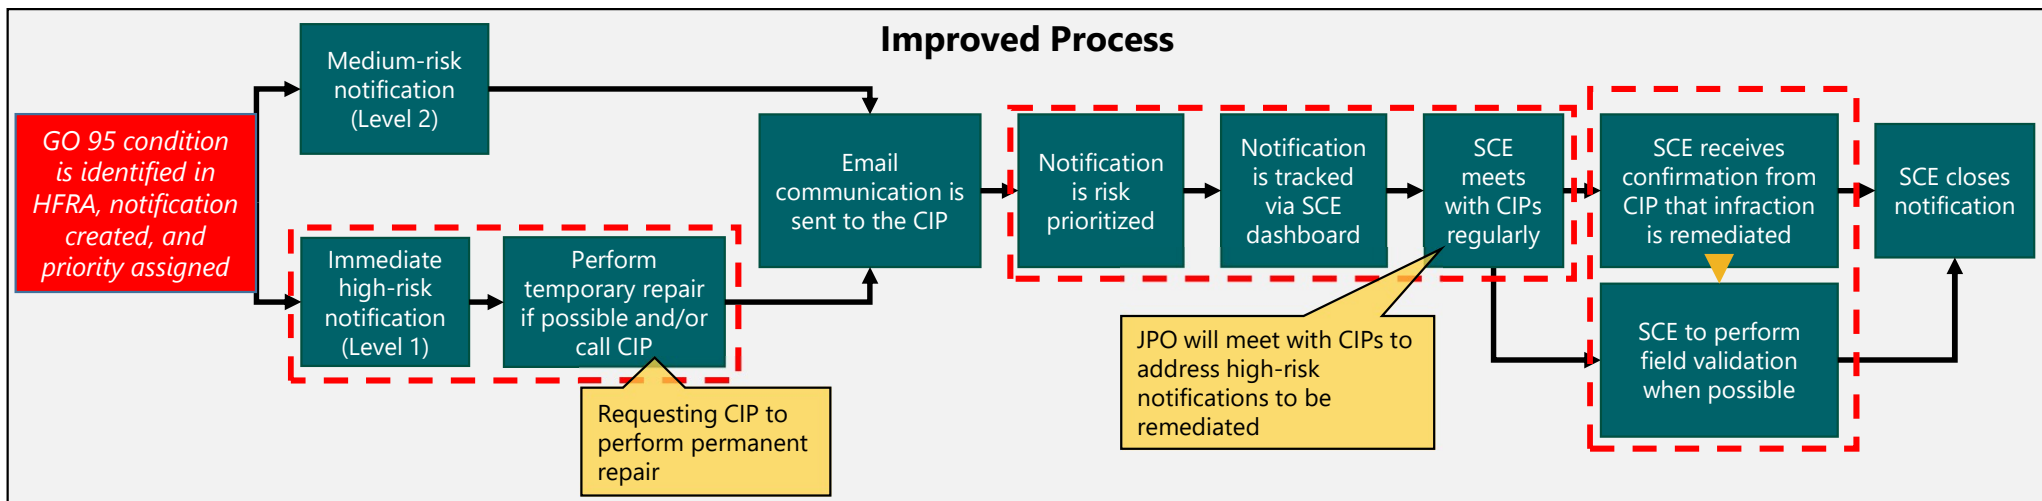 Improved Process
GO 95 condition
is identified in
HFRA, notification
created, and
priority assigned
Medium-risk
notification
(Level 2)
Immediate
high-risk
notification
(Level 1)
Perform
temporary repair
if possible and/or
call CIP
Requesting CIP to
perform permanent
repair
Email
communication is
sent to the CIP
Notification
is risk
prioritized
Notification
is tracked
via SCE
dashboard
SCE
meets
with CIPs
regularly
JPO will meet with CIPs to
address high-risk
notifications to be
remediated
SCE receives
confirmation from
CIP that infraction
is remediated
SCE to perform
field validation
when possible
SCE closes
notification